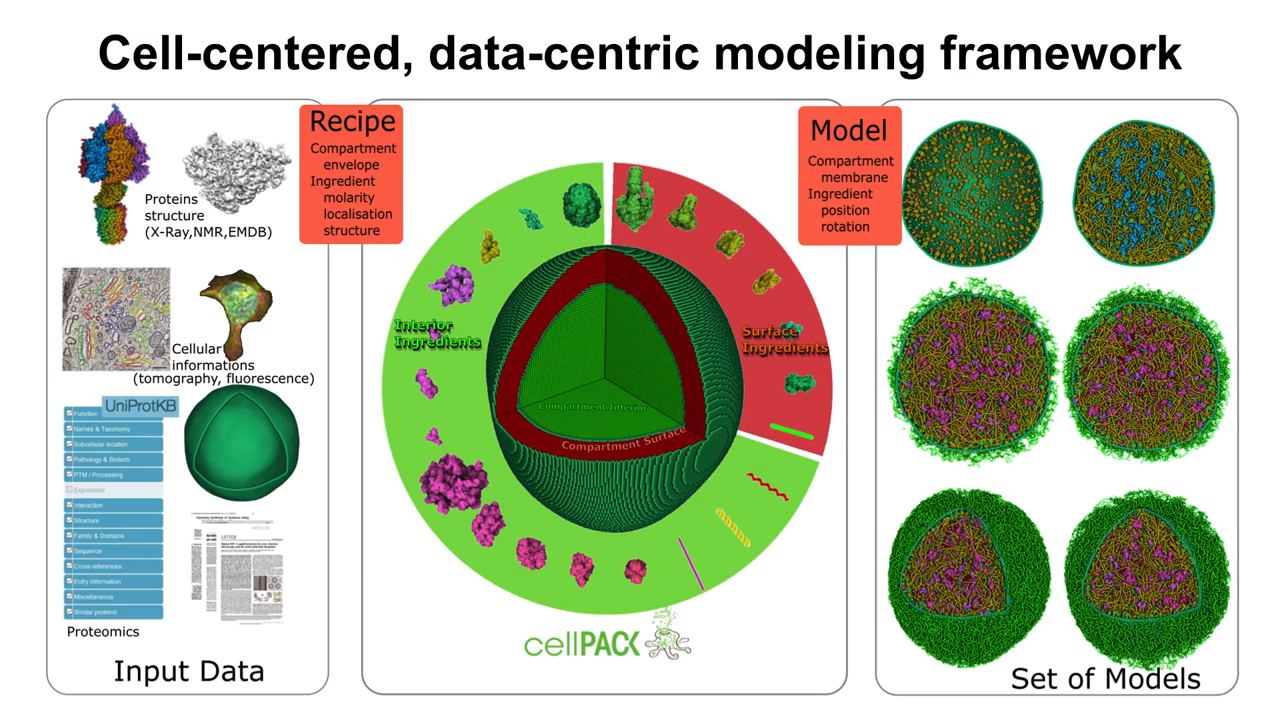 Cell-centered, data-centric modeling framework
Proteins
structure
(X-Ray,NMR,EMDB)
Cellular
informations
(tomography, fluorescence)
UniProtKB
Function
Names & Taxonomy
Subcellular location
Pathology & Biotech
PTM / Processing
Expression
Interaction
Structure
Family & Domains
Sequence
Cross-references
Entry information
Miscellaneous
Similar proteins
Proteomics
LETTER
Input Data
Recipe
Compartment
envelope
Ingredient
molarity
localisation
structure
Interior
Ingredients
Surface
Ingredients
Compartment Interior
Compartment Surface
cellPACK
Model
Compartment
membrane
Ingredient
position
rotation
Set of Models